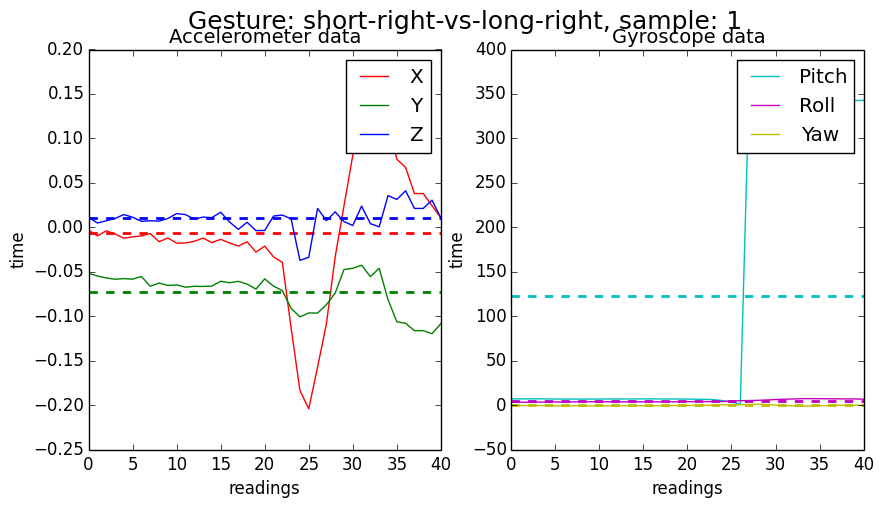 Gesture: short-right-vs-long-right, sample: 1
Accelerometer data
Gyroscope data
0.20
0.15
0.10
0.05
0.00
−0.05
−0.10
−0.15
−0.20
−0.25
time
0 5 10 15 20 25 30 35 40
readings
X
Y
Z
400
350
300
250
200
150
100
50
0
−50
time
0 5 10 15 20 25 30 35 40
readings
Pitch
Roll
Yaw